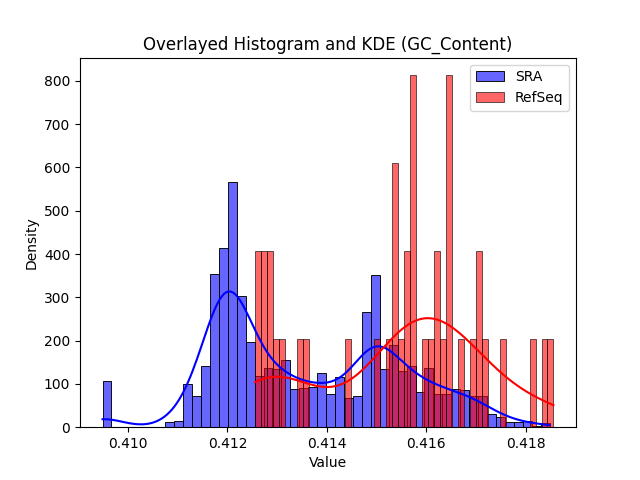 Overlayed Histogram and KDE (GC_Content)
SRA
RefSeq
800
700
600
500
400
300
200
100
0
Density
0.410 0.412 0.414 0.416 0.418
Value